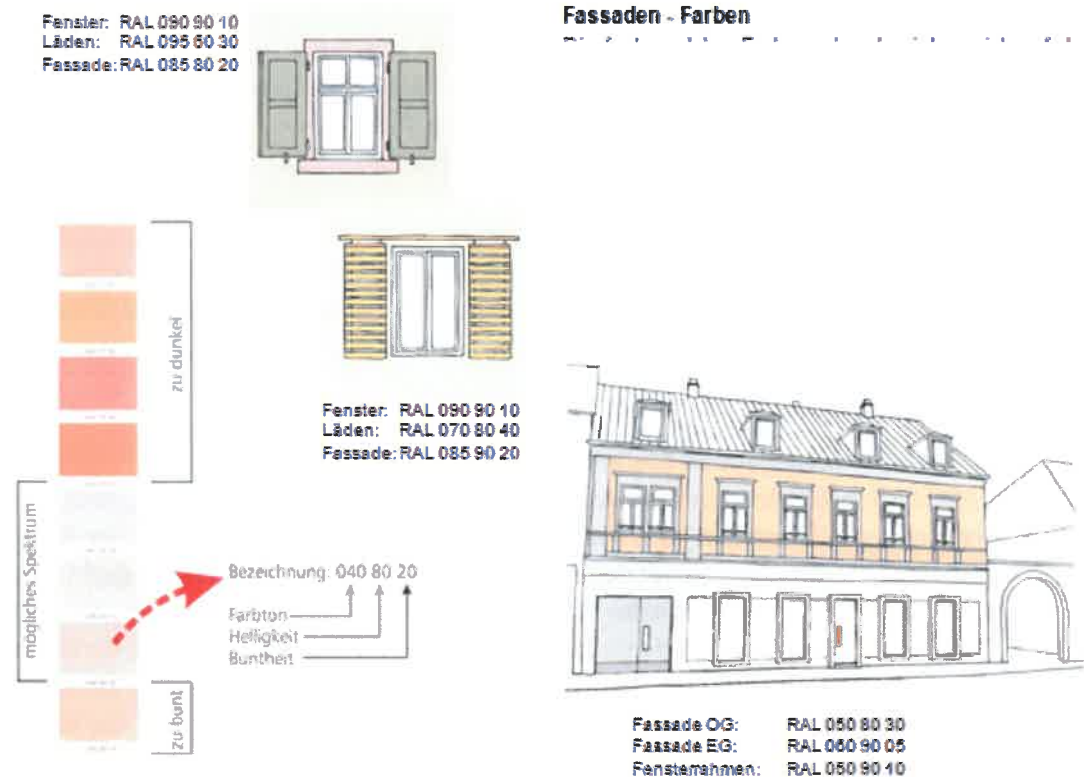 Fenster: RAL 090 90 10
Läden: RAL 095 60 30
Fassade: RAL 085 80 20
Fassaden - Farben
zu dunkel
Fenster: RAL 090 90 10
Läden: RAL 070 80 40
Fassade: RAL 085 90 20
mögliches Spektrum
Bezeichnung: 040 80 20
Farbton
Helligkeit
Buntheit
zu bunt
Fassade OG: RAL 050 80 30
Fassade EG: RAL 060 90 05
Fensterrahmen: RAL 050 90 10